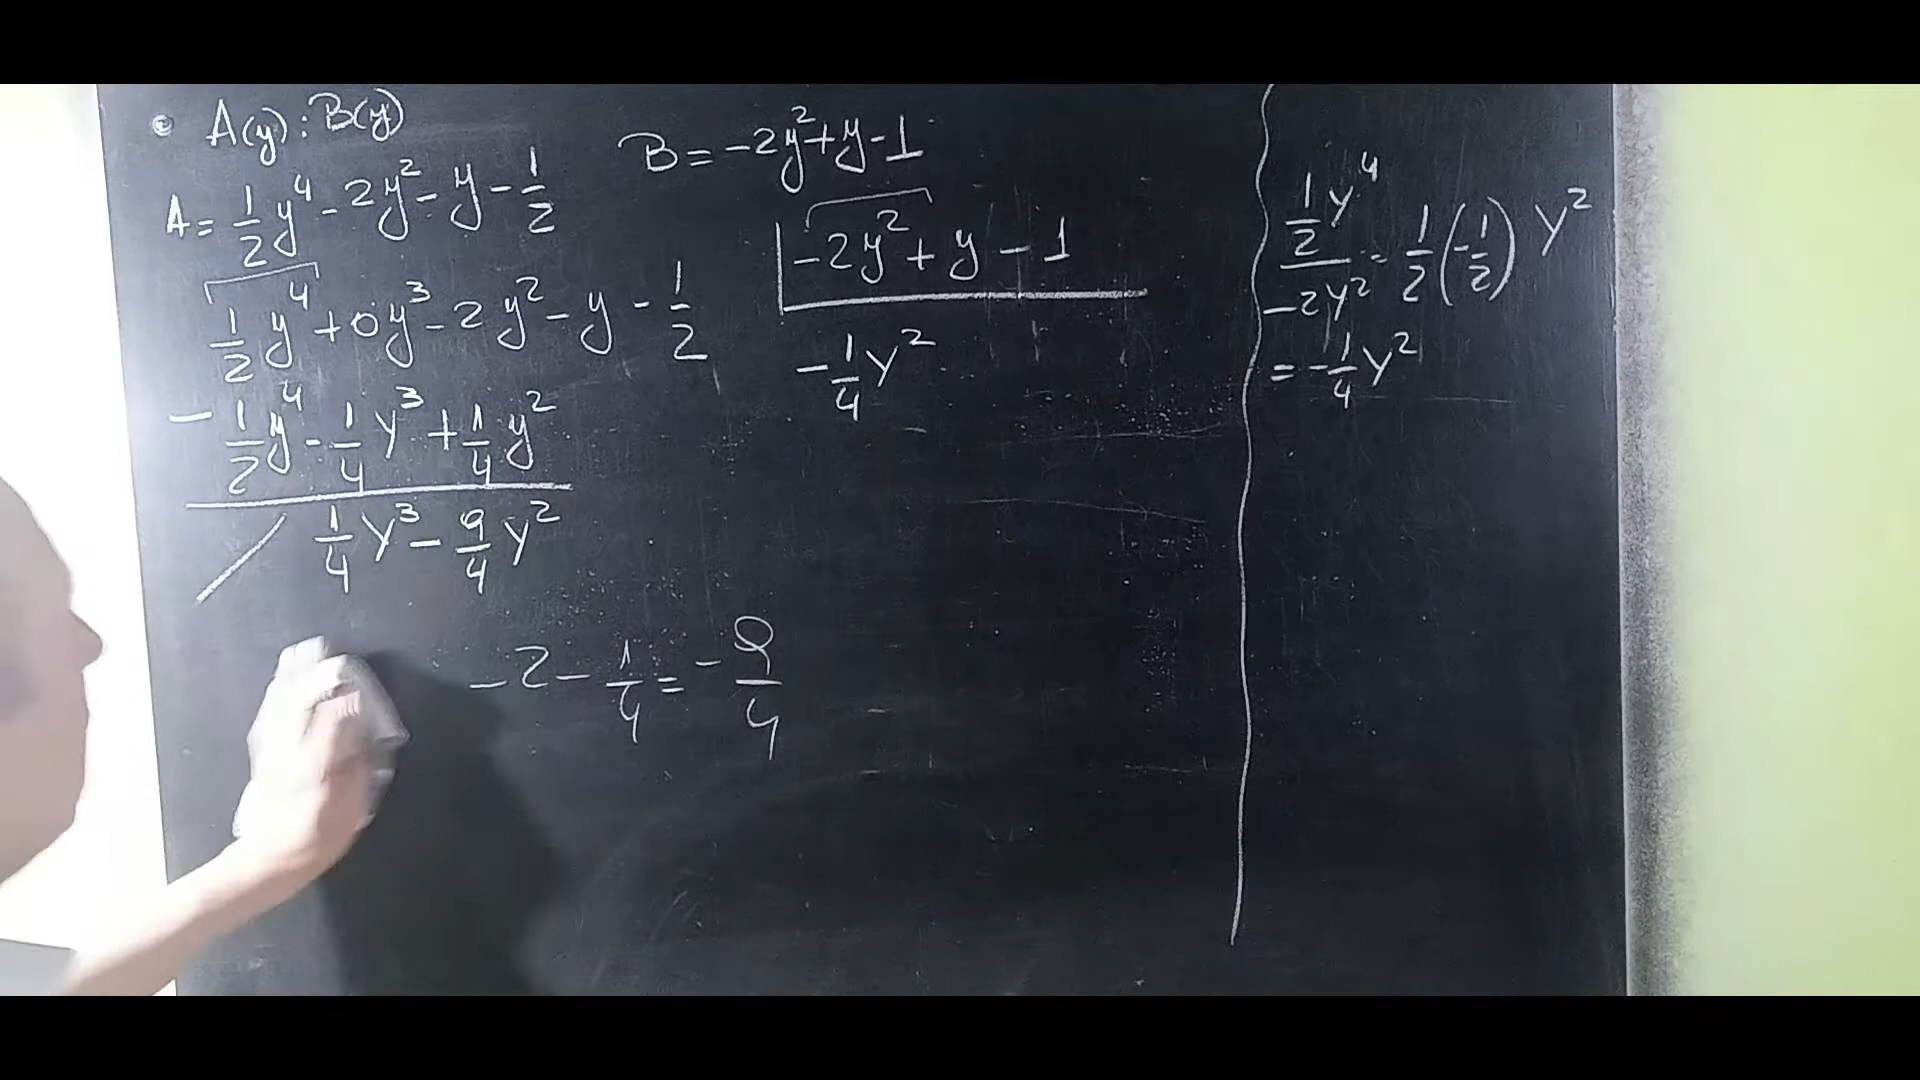 A(y) : B(y)
A = 1/2 y⁴ - 2y² - y - 1/2
B = -2y² + y - 1
1/2 y⁴ + 0y³ - 2y² - y - 1/2
-2y² + y - 1
- 1/2 y⁴ - 1/4 y³ + 1/4 y²
-1/4 y²
1/4 y³ - 9/4 y²
-2 - 1/4 = -9/4
1/2 y⁴ / -2y² = 1/2 (-1/2) y²
= -1/4 y²